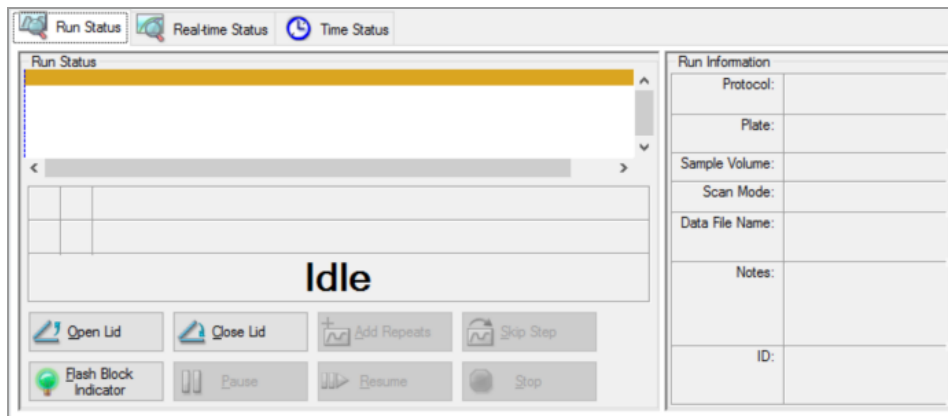 Run Status
Real-time Status
Time Status
Run Status
Idle
Open Lid
Close Lid
Add Repeats
Skip Step
Flash Block
Indicator
Pause
Resume
Stop
Run Information
Protocol:
Plate:
Sample Volume:
Scan Mode:
Data File Name:
Notes:
ID: